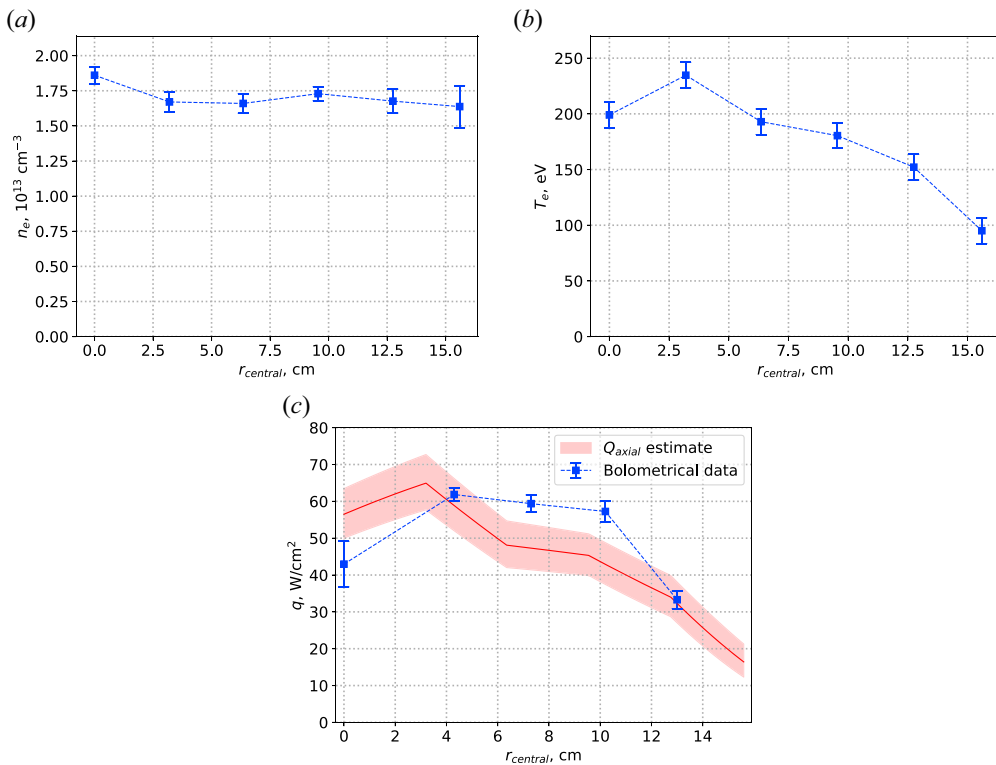 (a)
2.00
1.75
1.50
1.25
1.00
0.75
0.50
0.25
0.00
n_e, 10^13 cm^−3
0.0 2.5 5.0 7.5 10.0 12.5 15.0
r_central, cm
(b)
250
200
150
100
50
0
T_e, eV
0.0 2.5 5.0 7.5 10.0 12.5 15.0
r_central, cm
(c)
80
70
60
50
40
30
20
10
0
q, W/cm^2
Q_axial estimate
Bolometrical data
0 2 4 6 8 10 12 14
r_central, cm